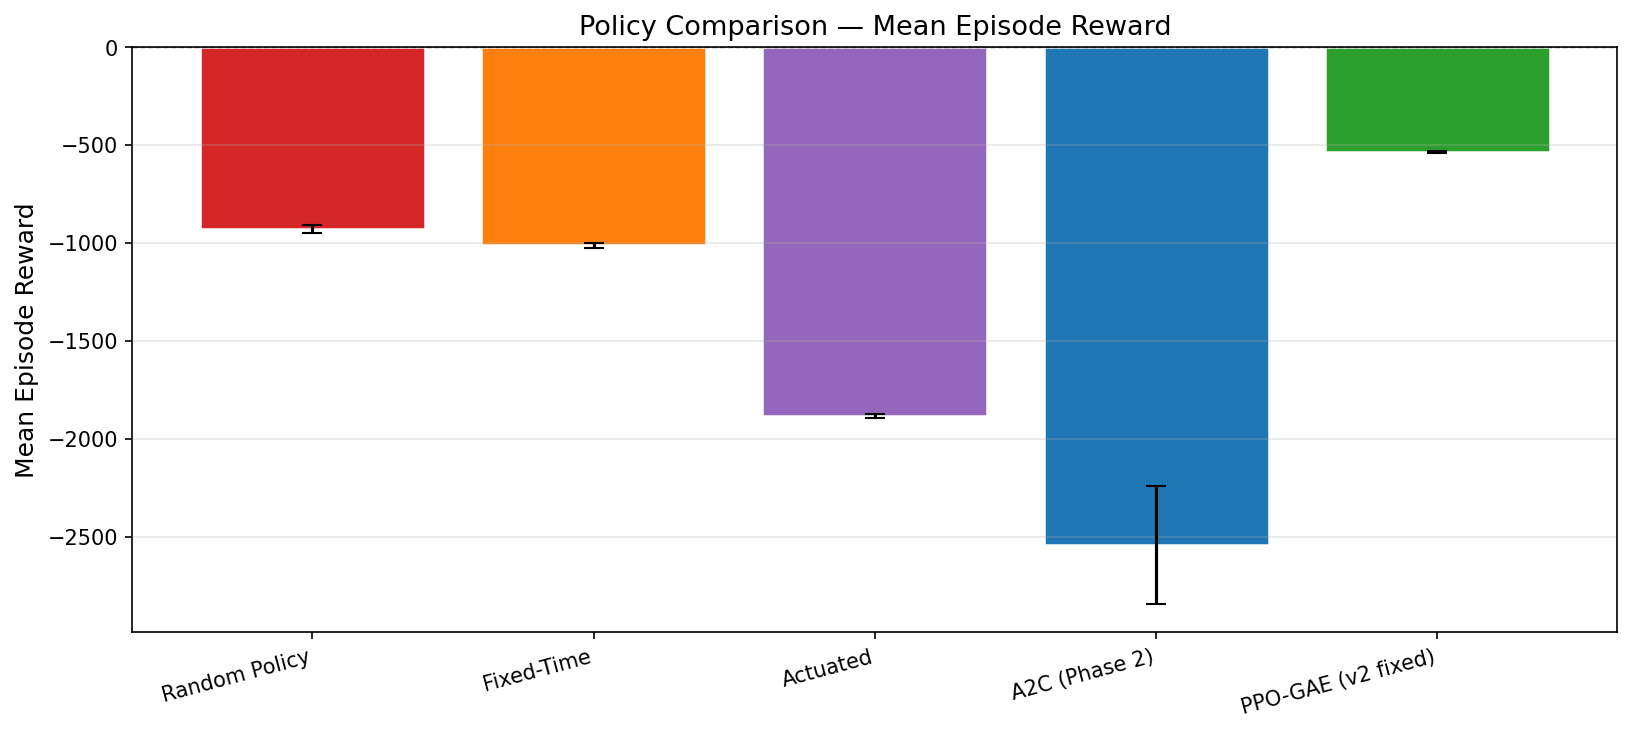 Policy Comparison — Mean Episode Reward
Mean Episode Reward
0
−500
−1000
−1500
−2000
−2500
Random Policy
Fixed-Time
Actuated
A2C (Phase 2)
PPO-GAE (v2 fixed)